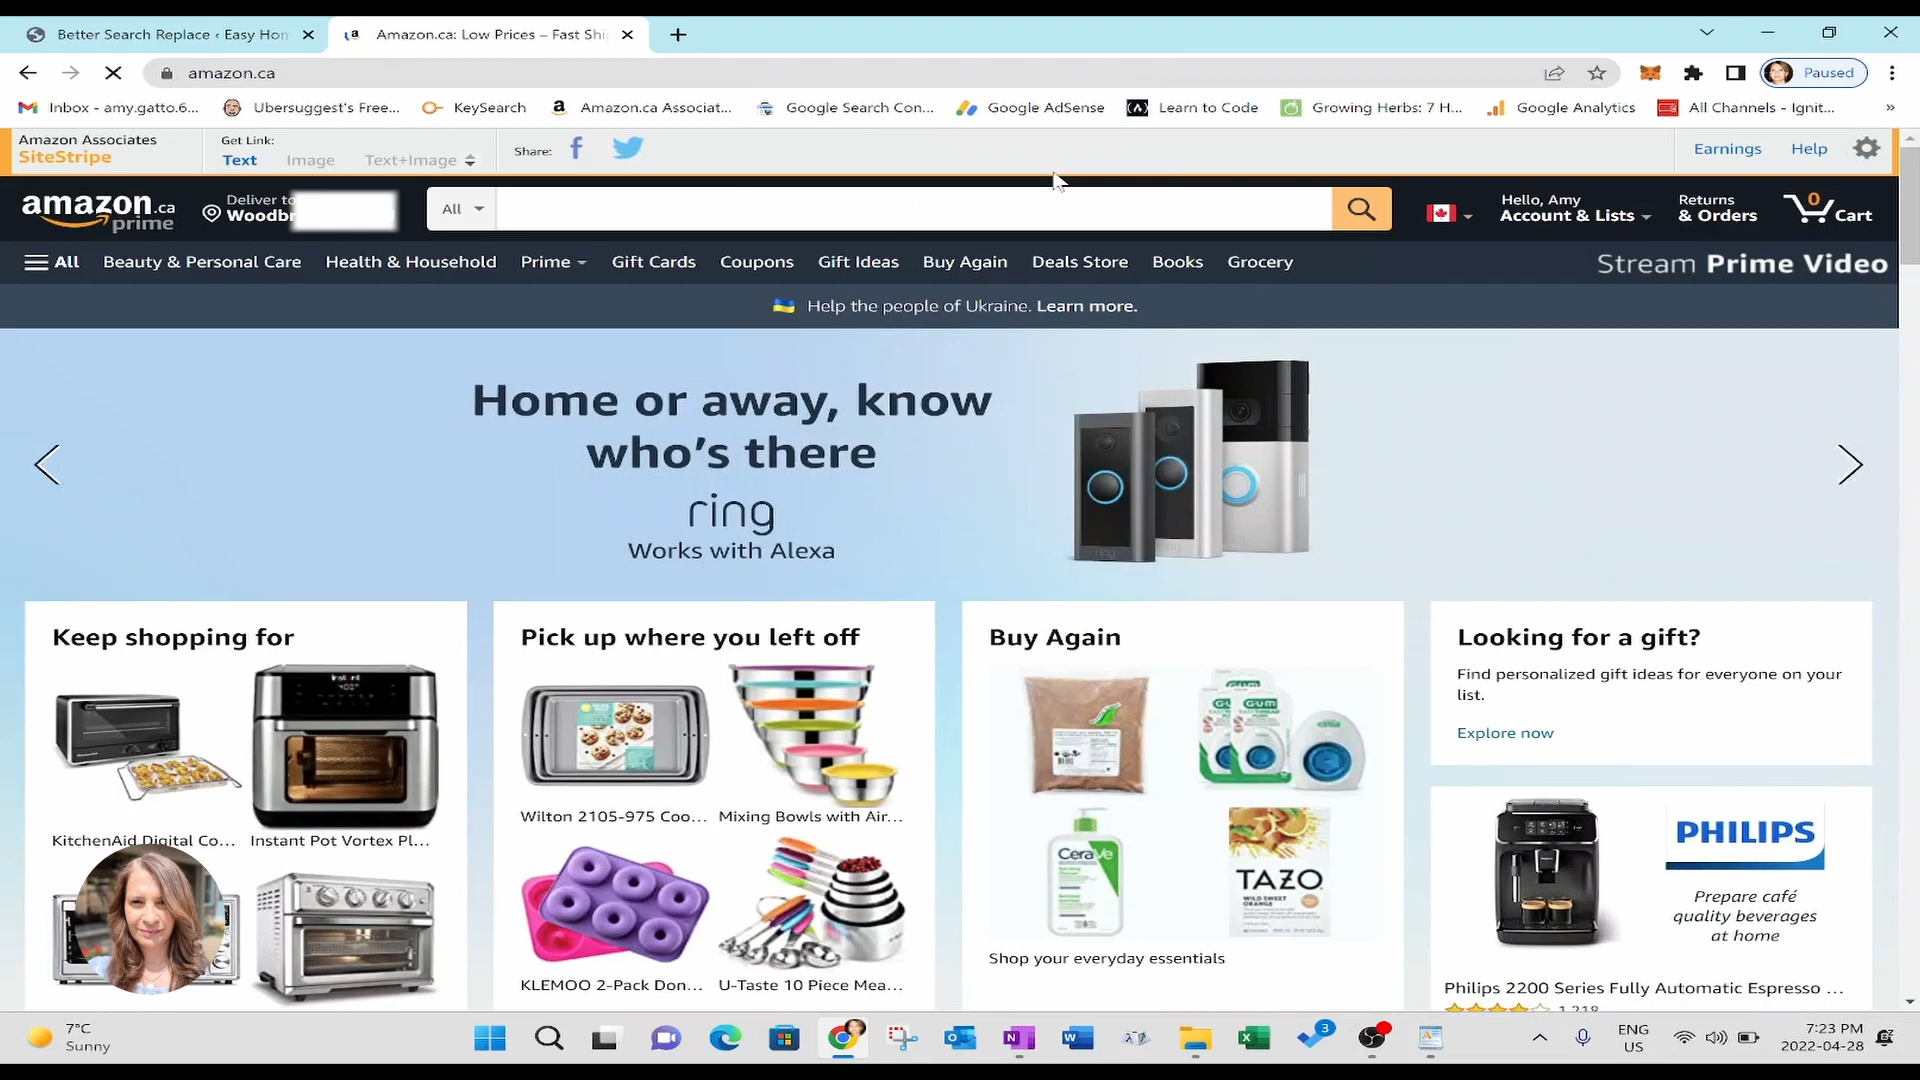 Better Search Replace ‹ Easy Hom
Amazon.ca: Low Prices – Fast Shi
amazon.ca
Paused
Inbox - amy.gatto.6...
Ubersuggest's Free...
KeySearch
Amazon.ca Associat...
Google Search Con...
Google AdSense
Learn to Code
Growing Herbs: 7 H...
Google Analytics
All Channels - Ignit...
»
Amazon Associates
SiteStripe
Get Link:
Text
Image
Text+Image
Share:
Earnings
Help
amazon.ca
prime
Deliver to
Woodbr
All
Hello, Amy
Account & Lists
Returns
& Orders
0
Cart
All
Beauty & Personal Care
Health & Household
Prime
Gift Cards
Coupons
Gift Ideas
Buy Again
Deals Store
Books
Grocery
Stream Prime Video
Help the people of Ukraine. Learn more.
Home or away, know
who's there
ring
Works with Alexa
Keep shopping for
KitchenAid Digital Co...
Instant Pot Vortex Pl...
Pick up where you left off
Wilton 2105-975 Coo...
Mixing Bowls with Air...
KLEMOO 2-Pack Don...
U-Taste 10 Piece Mea...
Buy Again
GUM
CeraVe
TAZO
WILD SWEET
ORANGE
Shop your everyday essentials
Looking for a gift?
Find personalized gift ideas for everyone on your
list.
Explore now
PHILIPS
Prepare café
quality beverages
at home
Philips 2200 Series Fully Automatic Espresso ...
1,218
7°C
Sunny
3
ENG
US
7:23 PM
2022-04-28